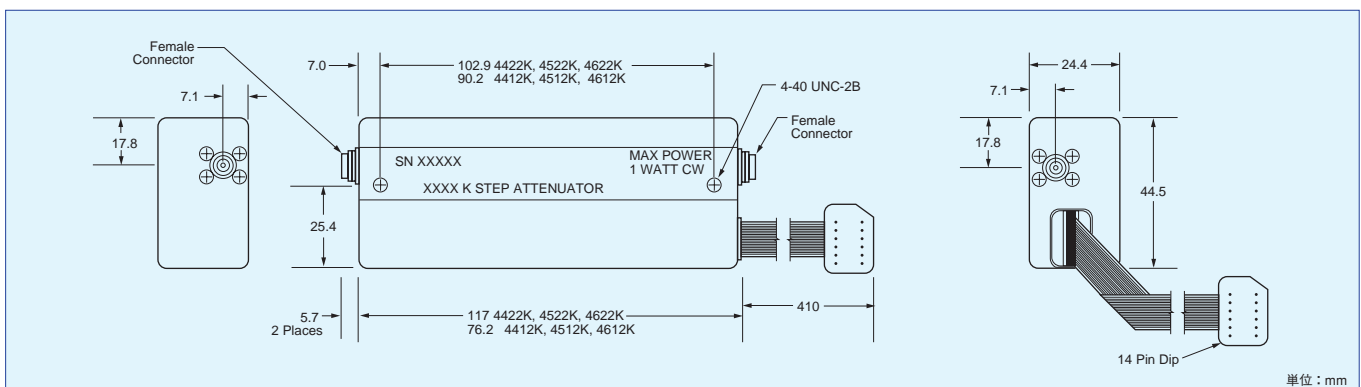 Female
Connector
7.1
17.8
7.0
102.9 4422K, 4522K, 4622K
90.2 4412K, 4512K, 4612K
4-40 UNC-2B
Female
Connector
SN XXXXX
MAX POWER
1 WATT CW
XXXX K STEP ATTENUATOR
25.4
5.7
2 Places
117 4422K, 4522K, 4622K
76.2 4412K, 4512K, 4612K
410
24.4
7.1
17.8
44.5
14 Pin Dip
単位：mm